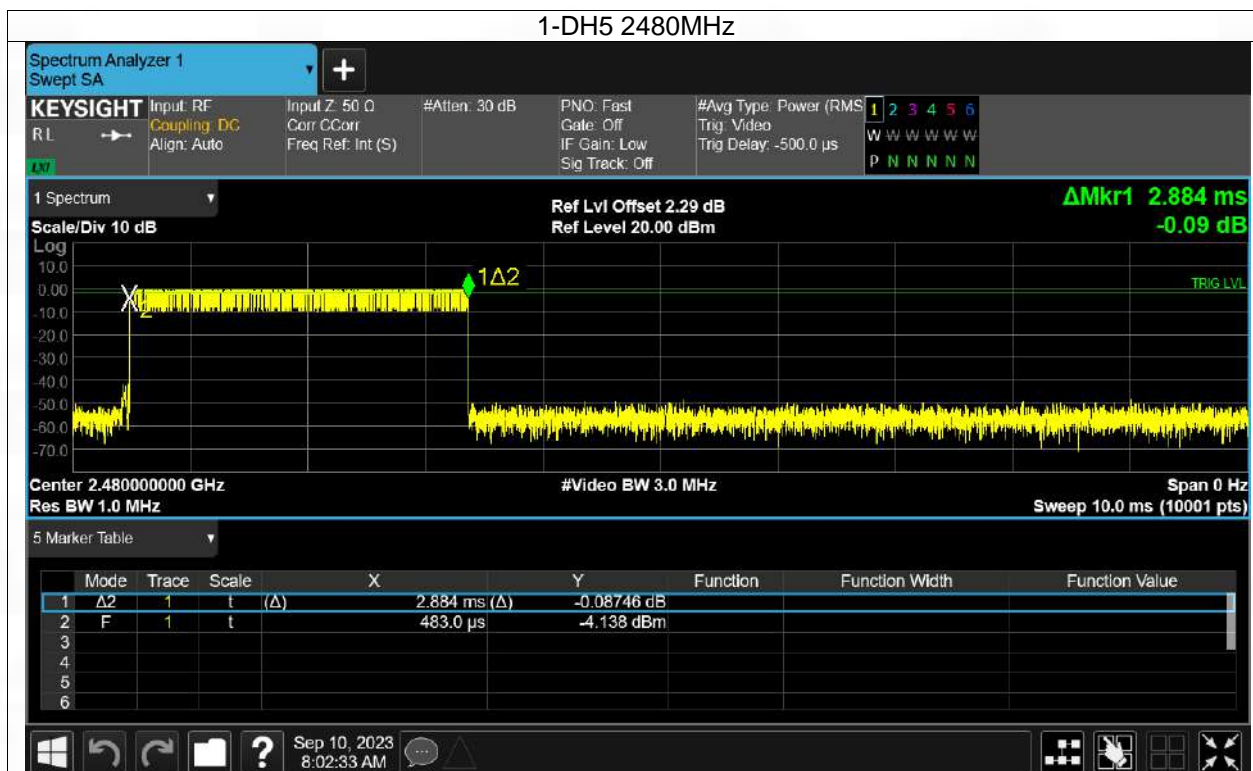 1-DH5 2480MHz
Spectrum Analyzer 1
Swept SA
+
KEYSIGHT Input: RF Input Z: 50 Ω #Atten: 30 dB PNO: Fast #Avg Type: Power (RMS 1 2 3 4 5 6
RL Coupling: DC Corr CCorr Gate: Off Trig: Video W W W W W W
Align: Auto Freq Ref: Int (S) IF Gain: Low Trig Delay: -500.0 µs
LXI Sig Track: Off P N N N N N
1 Spectrum Ref Lvl Offset 2.29 dB ΔMkr1 2.884 ms
Scale/Div 10 dB Ref Level 20.00 dBm -0.09 dB
Log
10.0 1Δ2
0.00 TRIG LVL
-10.0 2
-20.0
-30.0
-40.0
-50.0
-60.0
-70.0
Center 2.480000000 GHz #Video BW 3.0 MHz Span 0 Hz
Res BW 1.0 MHz Sweep 10.0 ms (10001 pts)
5 Marker Table
Mode Trace Scale X Y Function Function Width Function Value
1 Δ2 1 t (Δ) 2.884 ms (Δ) -0.08746 dB
2 F 1 t 483.0 µs -4.138 dBm
3
4
5
6
? Sep 10, 2023
8:02:33 AM